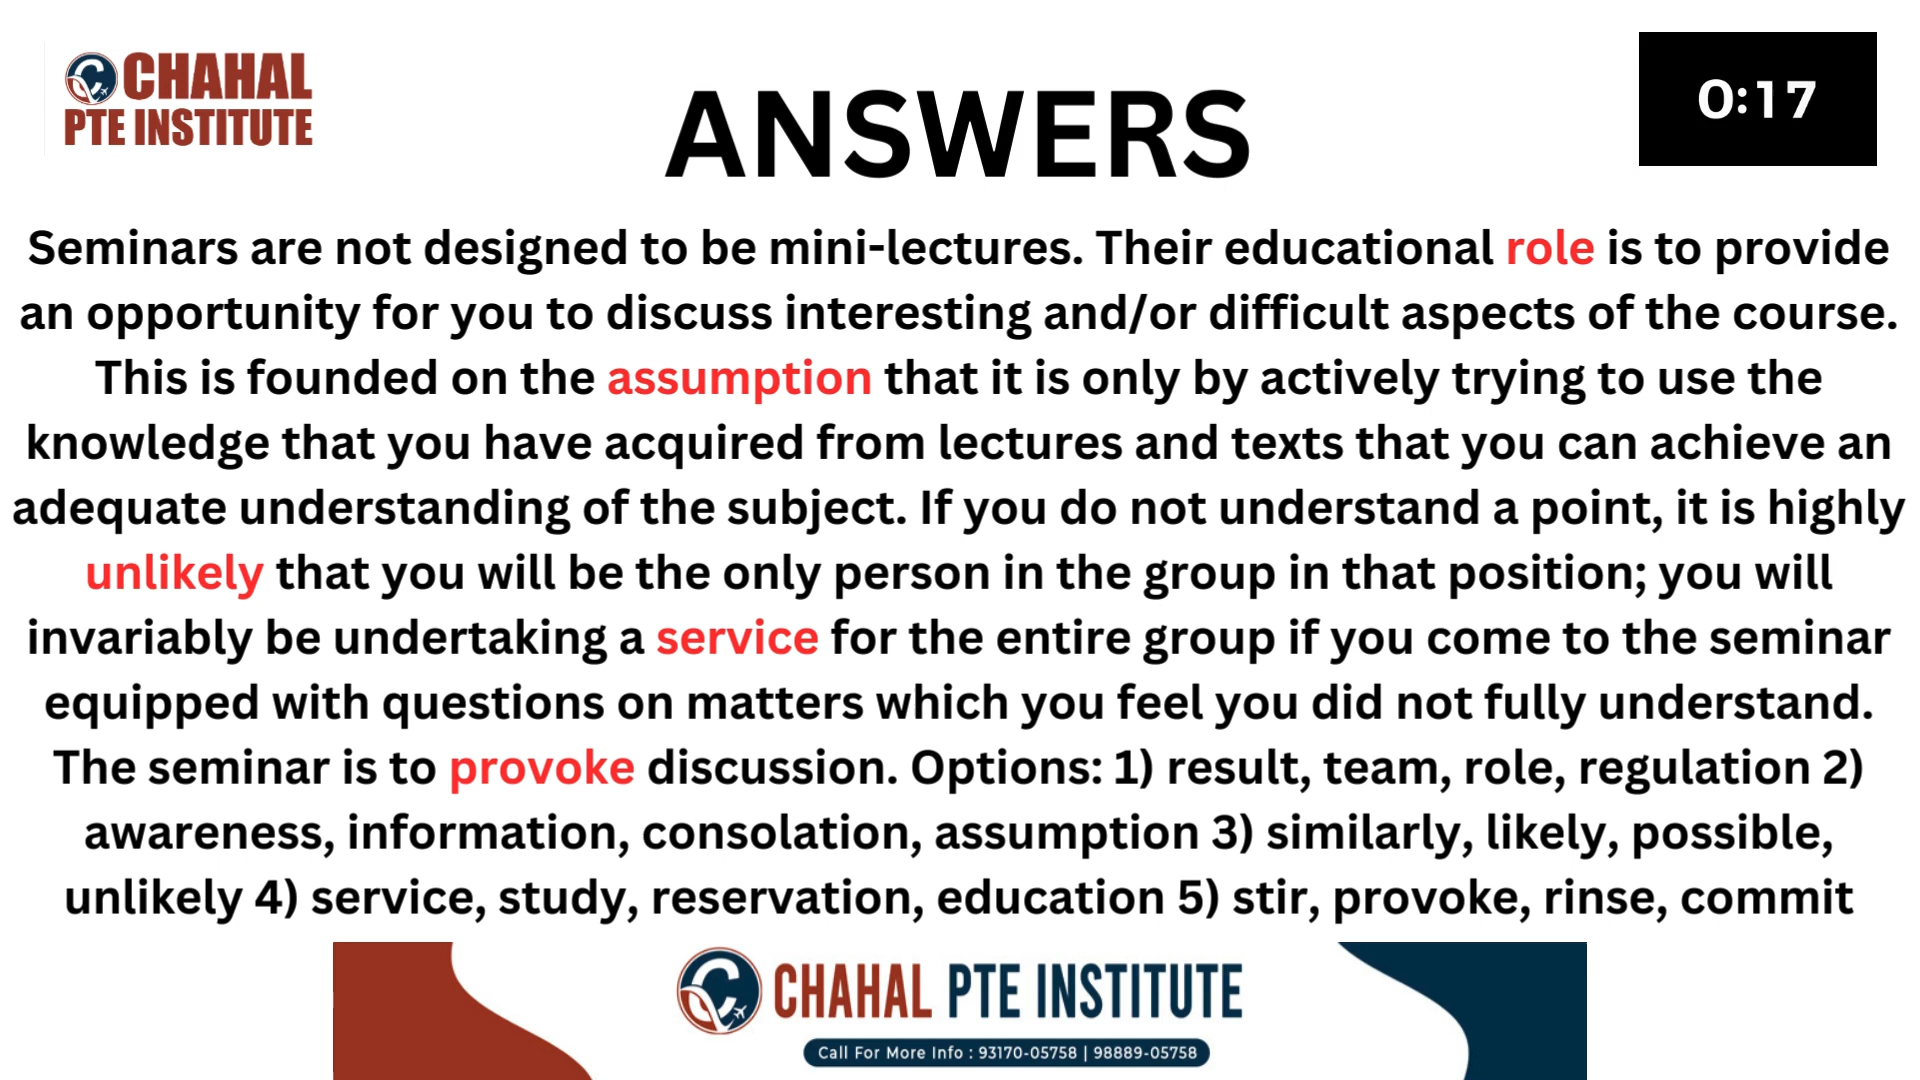 CHAHAL
PTE INSTITUTE
ANSWERS
0:17
Seminars are not designed to be mini-lectures. Their educational role is to provide
an opportunity for you to discuss interesting and/or difficult aspects of the course.
This is founded on the assumption that it is only by actively trying to use the
knowledge that you have acquired from lectures and texts that you can achieve an
adequate understanding of the subject. If you do not understand a point, it is highly
unlikely that you will be the only person in the group in that position; you will
invariably be undertaking a service for the entire group if you come to the seminar
equipped with questions on matters which you feel you did not fully understand.
The seminar is to provoke discussion. Options: 1) result, team, role, regulation 2)
awareness, information, consolation, assumption 3) similarly, likely, possible,
unlikely 4) service, study, reservation, education 5) stir, provoke, rinse, commit
CHAHAL PTE INSTITUTE
Call For More Info : 93170-05758 | 98889-05758